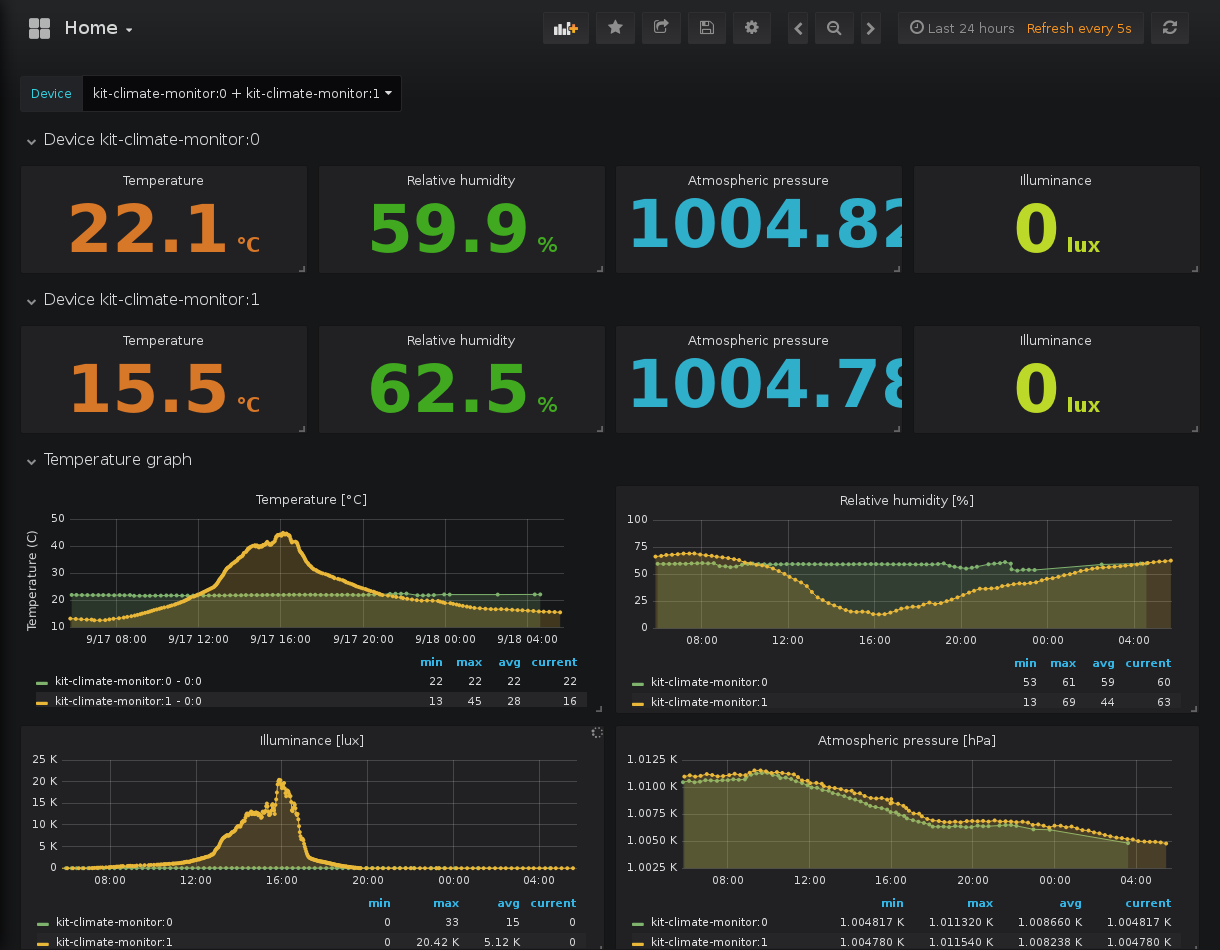 Home
Last 24 hours Refresh every 5s
Device kit-climate-monitor:0 + kit-climate-monitor:1
Device kit-climate-monitor:0
Temperature Relative humidity Atmospheric pressure Illuminance
22.1 °C 59.9 % 1004.82 0 lux
Device kit-climate-monitor:1
Temperature Relative humidity Atmospheric pressure Illuminance
15.5 °C 62.5 % 1004.78 0 lux
Temperature graph
Temperature [°C]
Temperature (C)
50
40
30
20
10
9/17 08:00 9/17 12:00 9/17 16:00 9/17 20:00 9/18 00:00 9/18 04:00
min max avg current
kit-climate-monitor:0 - 0:0 22 22 22 22
kit-climate-monitor:1 - 0:0 13 45 28 16
Relative humidity [%]
100
75
50
25
0
08:00 12:00 16:00 20:00 00:00 04:00
min max avg current
kit-climate-monitor:0 53 61 59 60
kit-climate-monitor:1 13 69 44 63
Illuminance [lux]
25 K
20 K
15 K
10 K
5 K
0
08:00 12:00 16:00 20:00 00:00 04:00
min max avg current
kit-climate-monitor:0 0 33 15 0
kit-climate-monitor:1 0 20.42 K 5.12 K 0
Atmospheric pressure [hPa]
1.0125 K
1.0100 K
1.0075 K
1.0050 K
1.0025 K
08:00 12:00 16:00 20:00 00:00 04:00
min max avg current
kit-climate-monitor:0 1.004817 K 1.011320 K 1.008660 K 1.004817 K
kit-climate-monitor:1 1.004780 K 1.011540 K 1.008238 K 1.004780 K